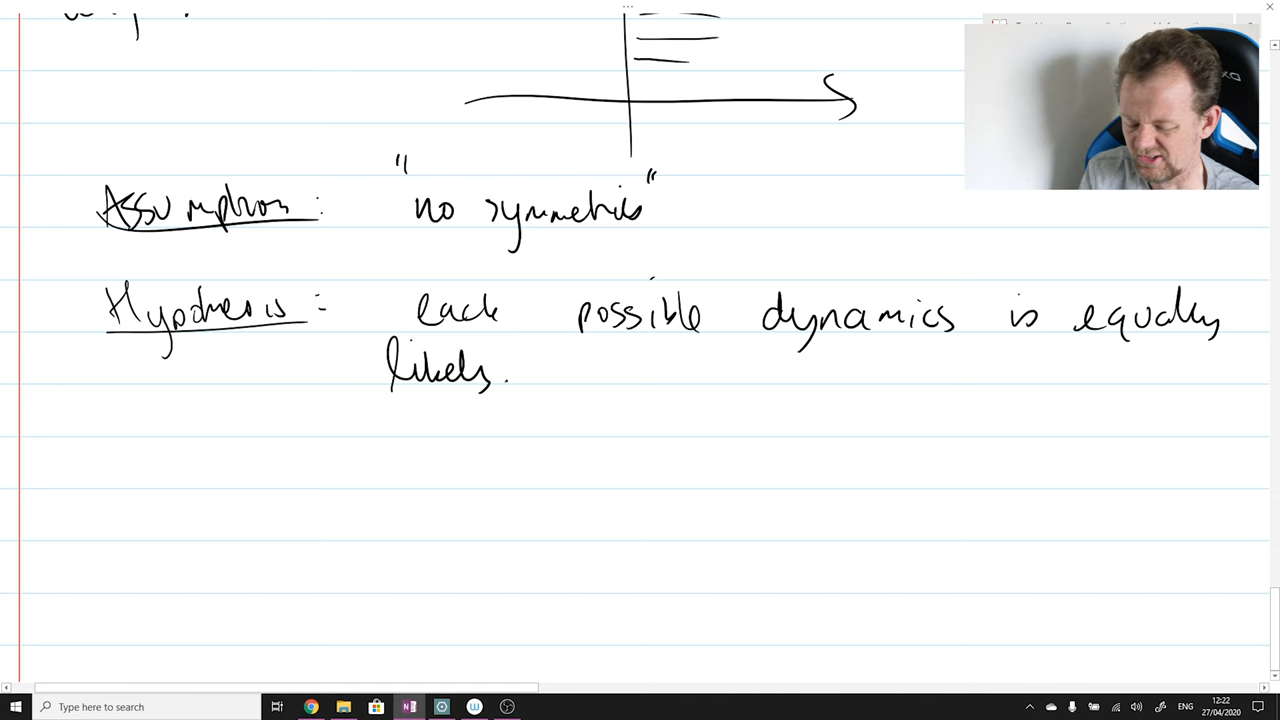 Assumption: "no symmetries"
Hypothesis: each possible dynamics is equally
likely.
Type here to search
ENG
12:22
27/04/2020